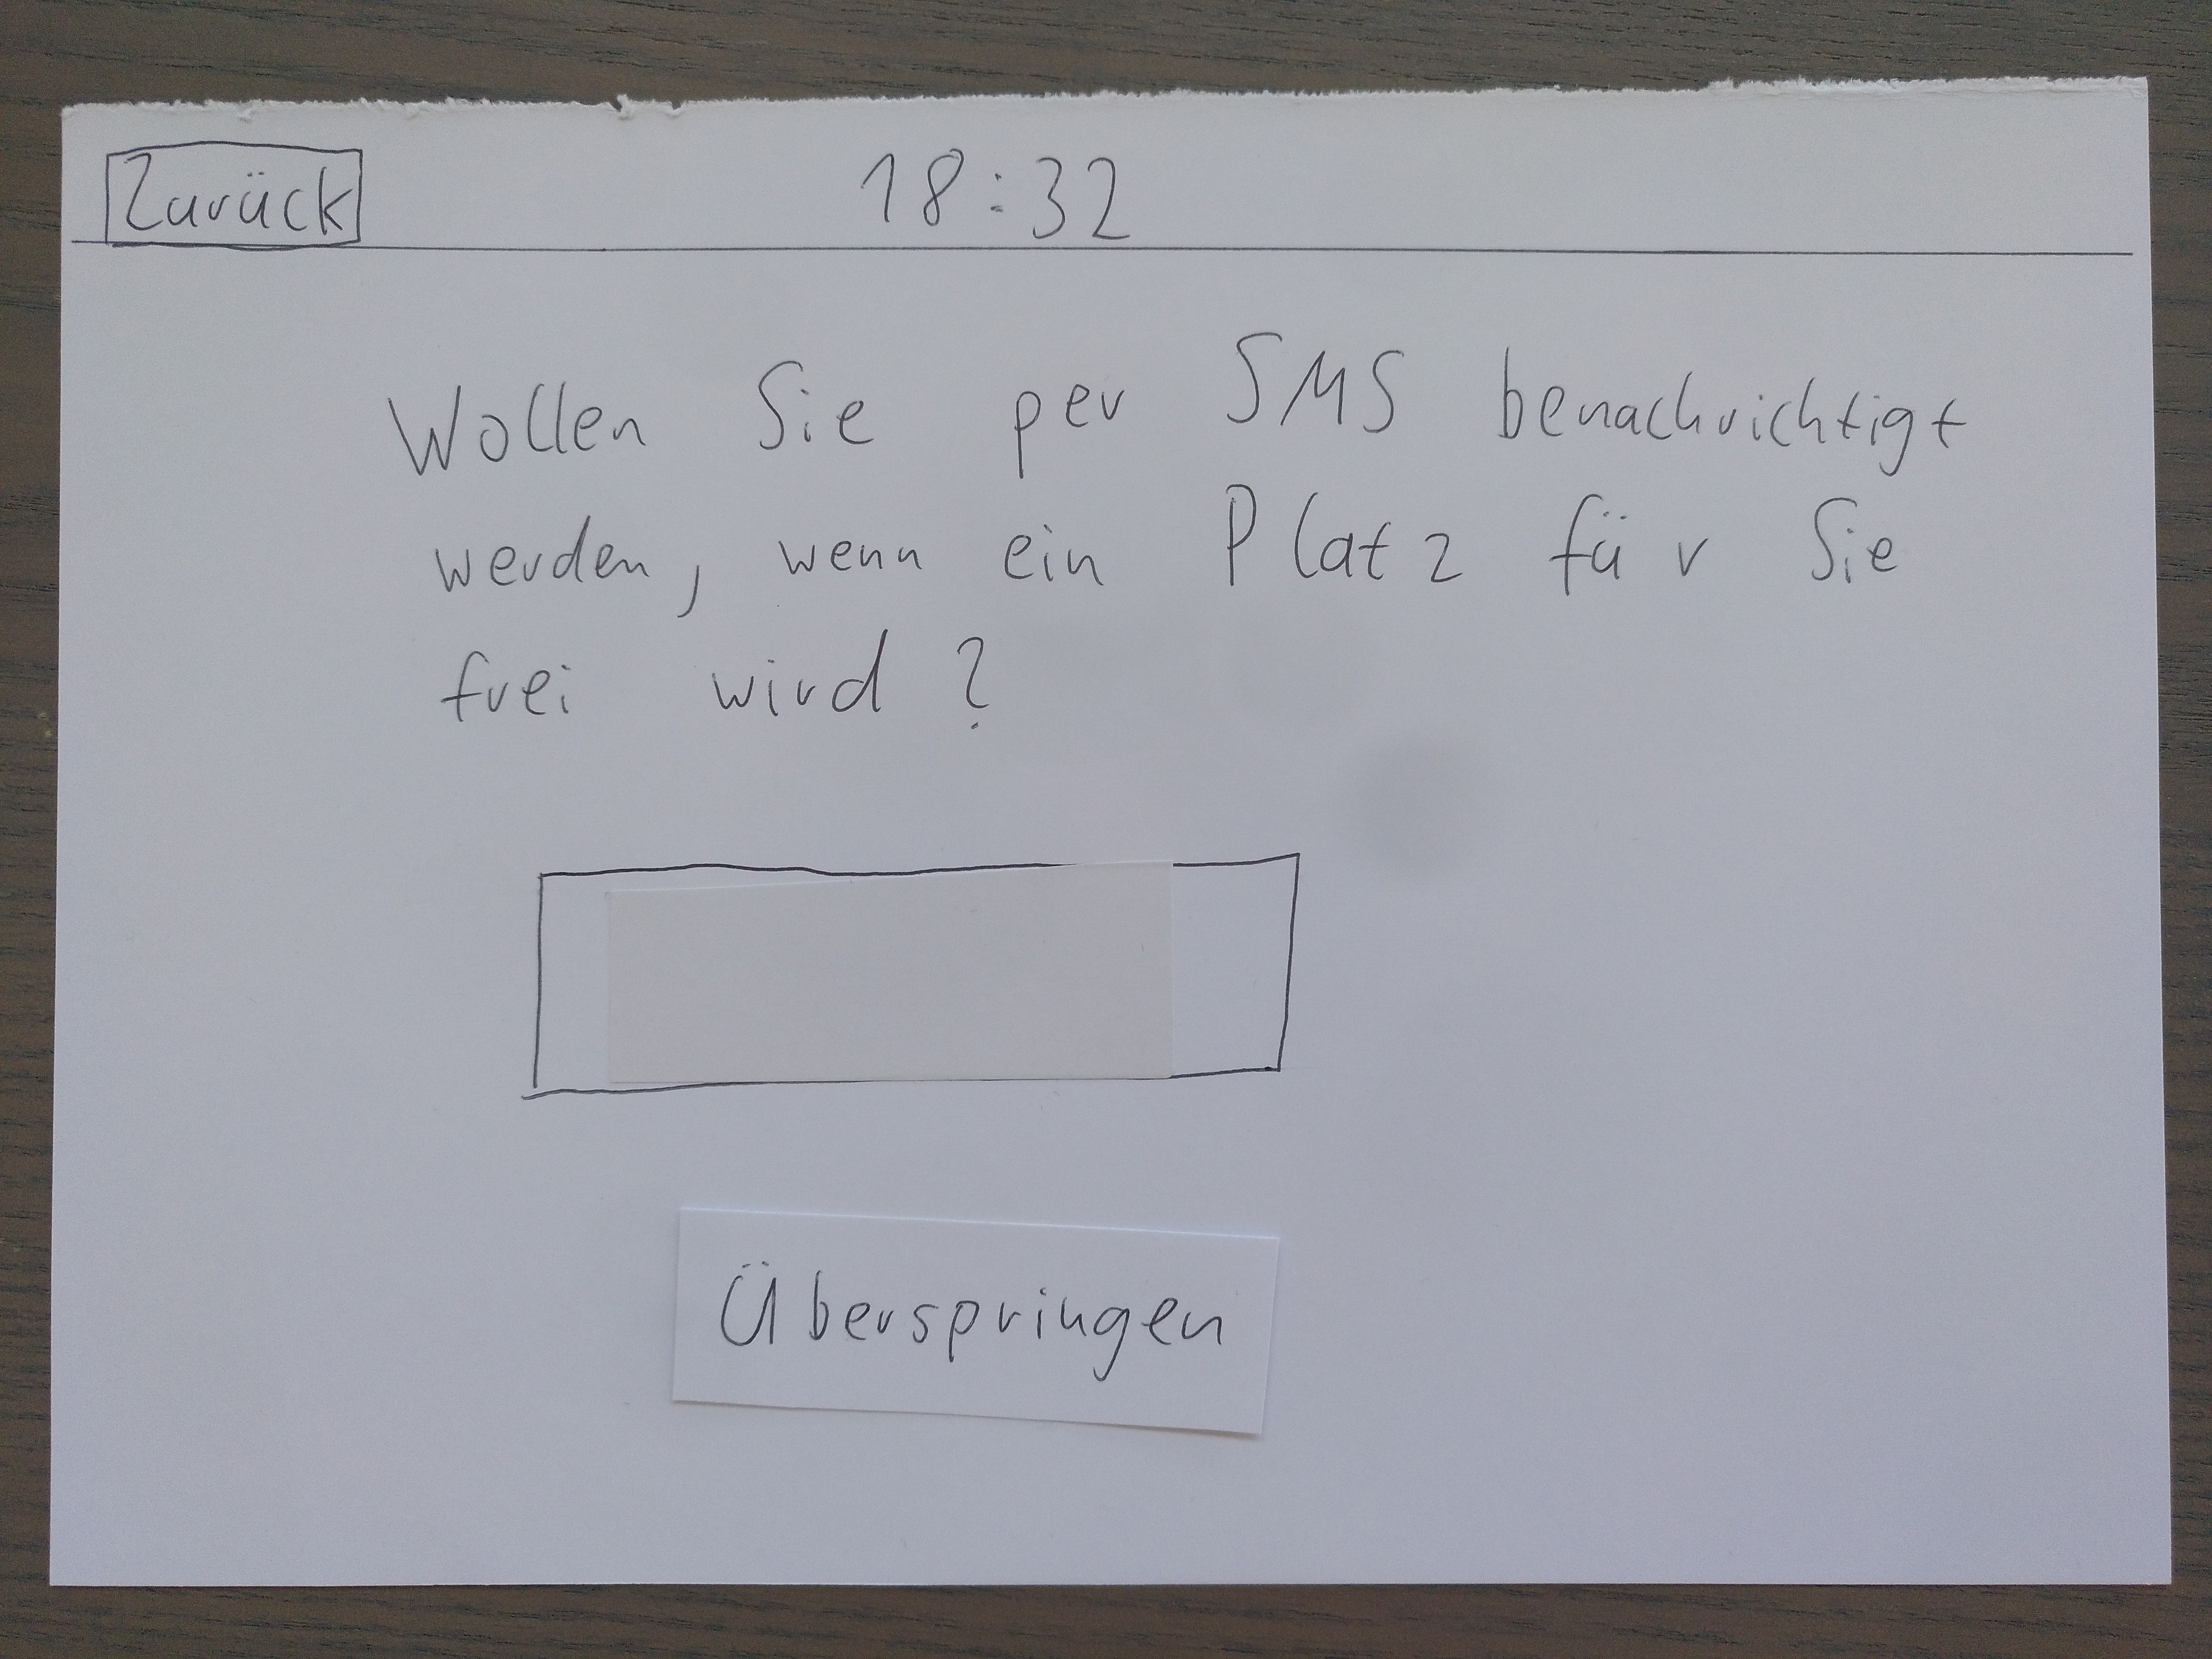 Zurück 18:32
Wollen Sie per SMS benachrichtigt
werden, wenn ein Platz für Sie
frei wird?
Überspringen